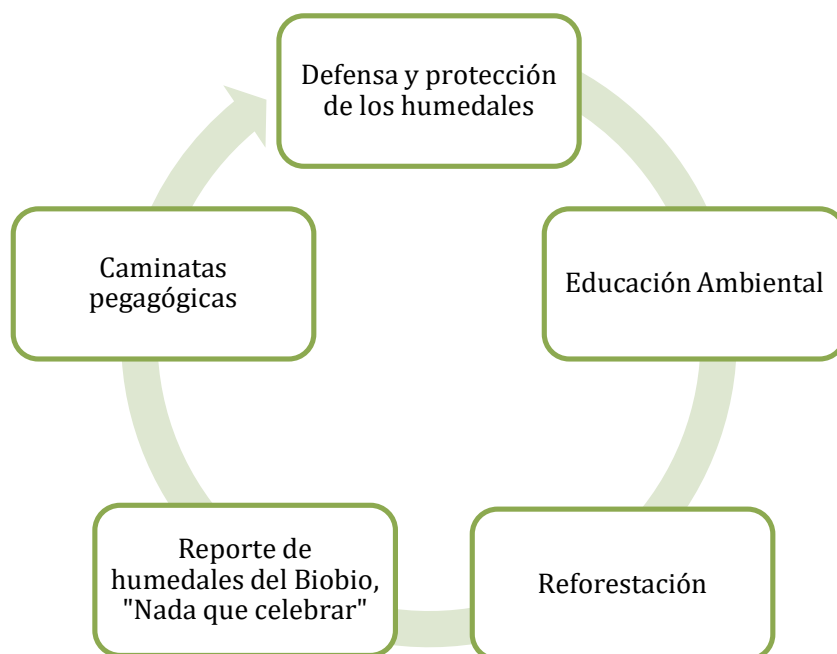 Defensa y protección
de los humedales
Educación Ambiental
Reforestación
Reporte de
humedales del Biobio,
"Nada que celebrar"
Caminatas
pegagógicas